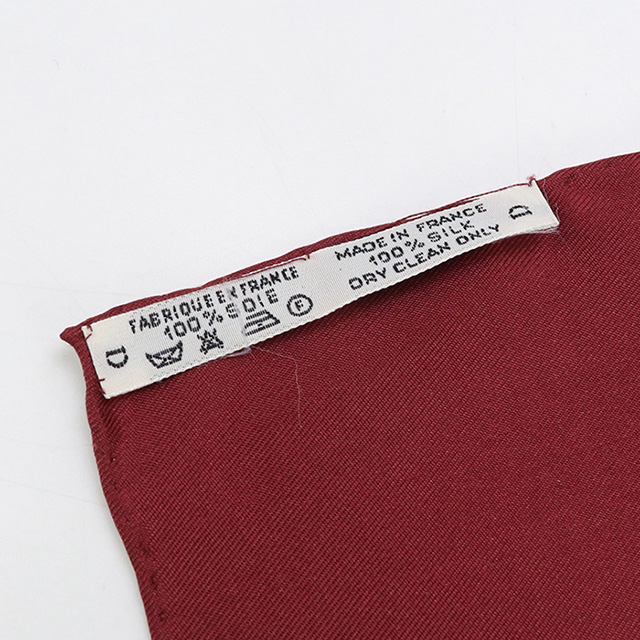 D
FABRIQUE EN FRANCE
100% SOIE
F
MADE IN FRANCE
100% SILK
DRY CLEAN ONLY
D